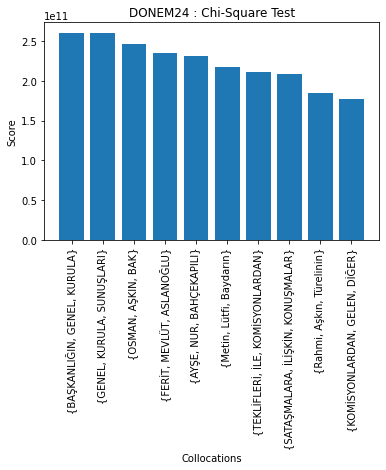 DONEM24 : Chi-Square Test
1e11
2.5
2.0
1.5
1.0
0.5
0.0
Score
{BAŞKANLIĞIN, GENEL, KURULA}
{GENEL, KURULA, SUNUŞLARI}
{OSMAN, AŞKIN, BAK}
{FERİT, MEVLÜT, ASLANOĞLU}
{AYŞE, NUR, BAHÇEKAPILI}
{Metin, Lütfi, Baydarın}
{TEKLİFLERİ, İLE, KOMİSYONLARDAN}
{SATAŞMALARA, İLİŞKİN, KONUŞMALAR}
{Rahmi, Aşkın, Türelinin}
{KOMİSYONLARDAN, GELEN, DİĞER}
Collocations